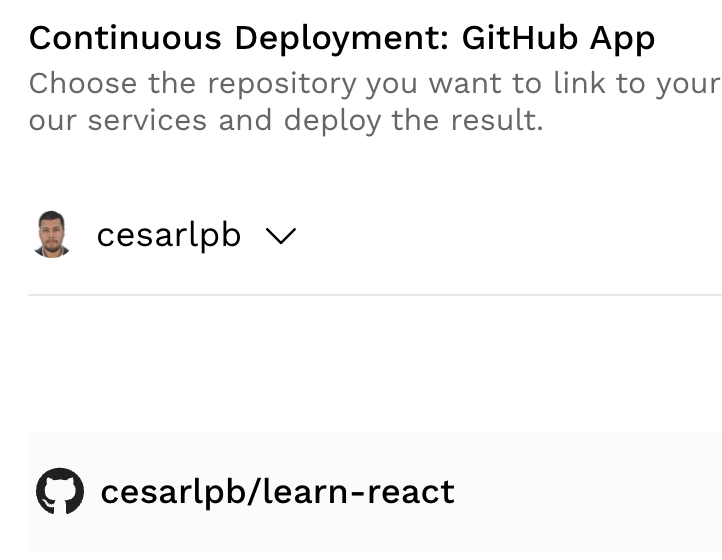 Continuous Deployment: GitHub App
Choose the repository you want to link to your
our services and deploy the result.
cesarlpb
cesarlpb/learn-react